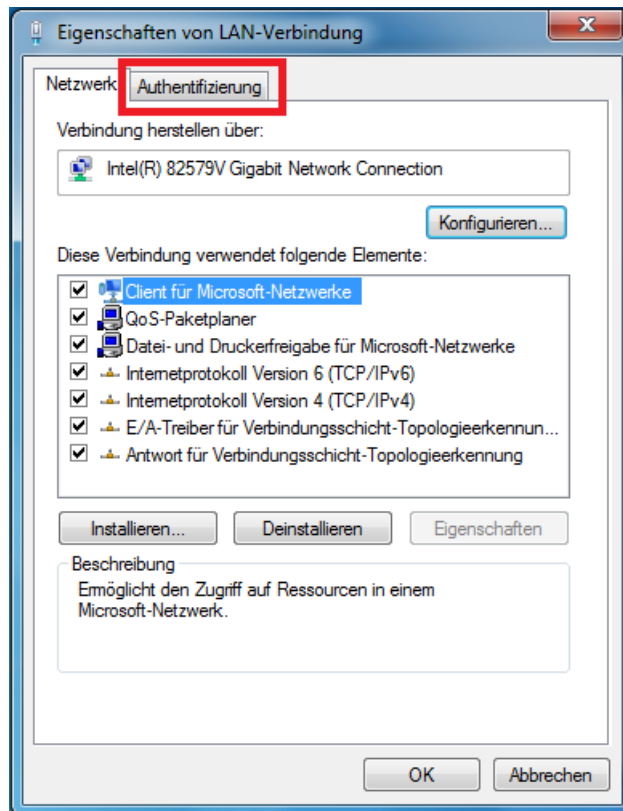 Eigenschaften von LAN-Verbindung
Netzwerk
Authentifizierung
Verbindung herstellen über:
Intel(R) 82579V Gigabit Network Connection
Konfigurieren...
Diese Verbindung verwendet folgende Elemente:
Client für Microsoft-Netzwerke
QoS-Paketplaner
Datei- und Druckerfreigabe für Microsoft-Netzwerke
Internetprotokoll Version 6 (TCP/IPv6)
Internetprotokoll Version 4 (TCP/IPv4)
E/A-Treiber für Verbindungsschicht-Topologieerkennun...
Antwort für Verbindungsschicht-Topologieerkennung
Installieren...
Deinstallieren
Eigenschaften
Beschreibung
Ermöglicht den Zugriff auf Ressourcen in einem
Microsoft-Netzwerk.
OK
Abbrechen